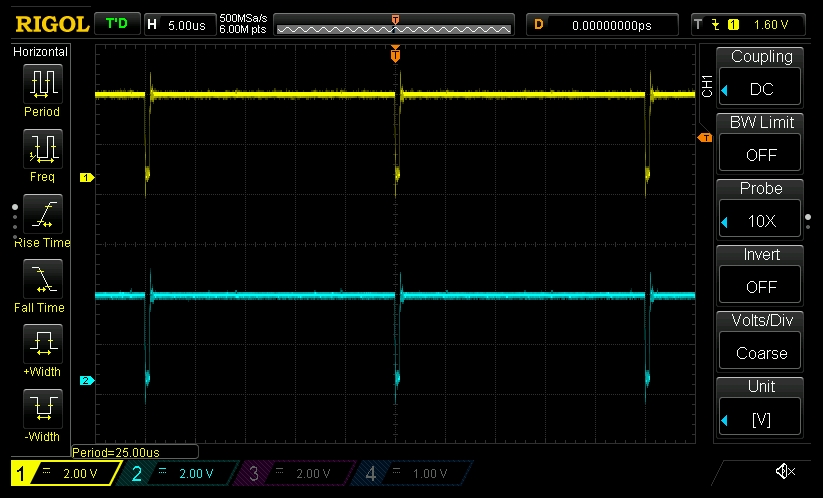 RIGOL T'D H 5.00us 500MSa/s 6.00M pts T D 0.00000000ps T 1 1.60 V
Horizontal
Period
Freq
Rise Time
Fall Time
+Width
-Width
T
1
2
T
CH1
Coupling
DC
BW Limit
OFF
Probe
10X
Invert
OFF
Volts/Div
Coarse
Unit
[V]
Period=25.00us
1 2.00 V 2 2.00 V 3 2.00 V 4 1.00 V